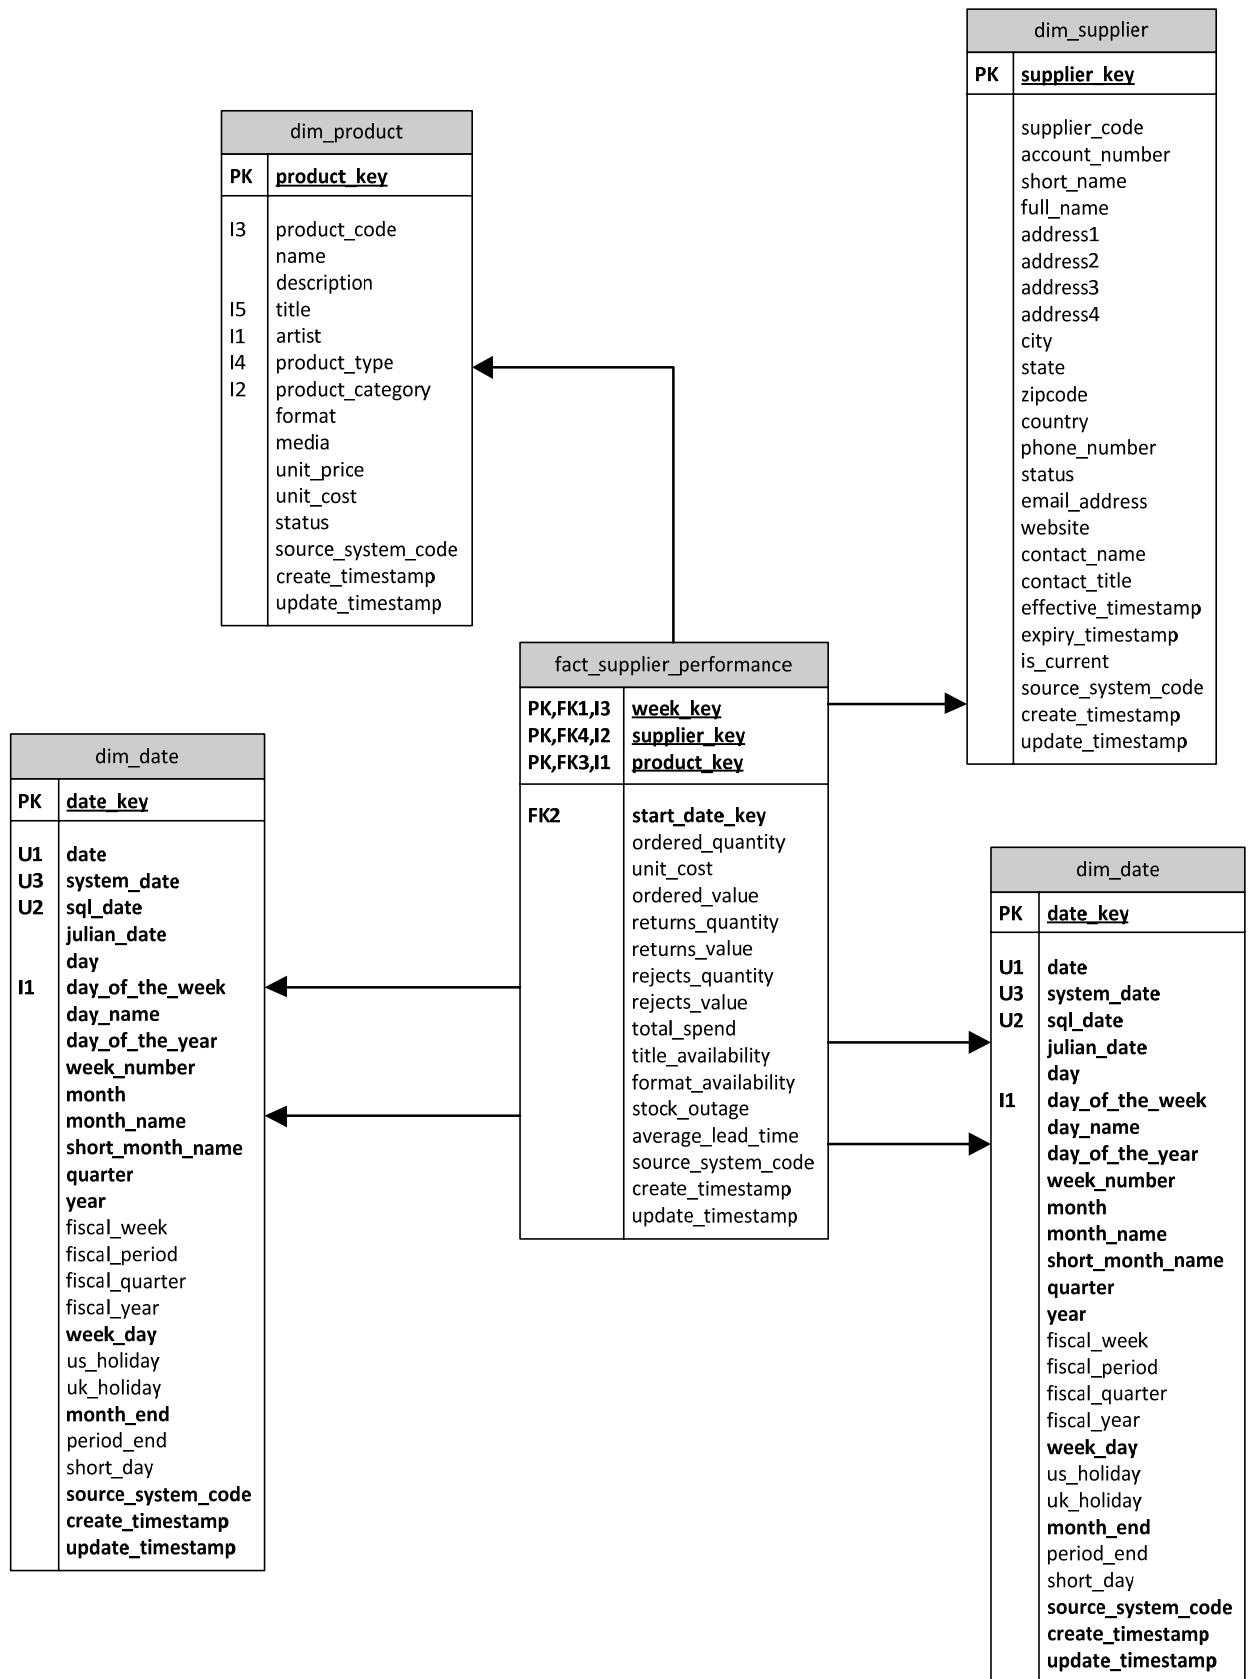 dim_supplier
PK supplier_key
supplier_code
account_number
short_name
full_name
address1
address2
address3
address4
city
state
zipcode
country
phone_number
status
email_address
website
contact_name
contact_title
effective_timestamp
expiry_timestamp
is_current
source_system_code
create_timestamp
update_timestamp
dim_product
PK product_key
I3 product_code
name
description
I5 title
I1 artist
I4 product_type
I2 product_category
format
media
unit_price
unit_cost
status
source_system_code
create_timestamp
update_timestamp
fact_supplier_performance
PK,FK1,I3 week_key
PK,FK4,I2 supplier_key
PK,FK3,I1 product_key
FK2 start_date_key
ordered_quantity
unit_cost
ordered_value
returns_quantity
returns_value
rejects_quantity
rejects_value
total_spend
title_availability
format_availability
stock_outage
average_lead_time
source_system_code
create_timestamp
update_timestamp
dim_date
PK date_key
U1 date
U3 system_date
U2 sql_date
julian_date
day
I1 day_of_the_week
day_name
day_of_the_year
week_number
month
month_name
short_month_name
quarter
year
fiscal_week
fiscal_period
fiscal_quarter
fiscal_year
week_day
us_holiday
uk_holiday
month_end
period_end
short_day
source_system_code
create_timestamp
update_timestamp
dim_date
PK date_key
U1 date
U3 system_date
U2 sql_date
julian_date
day
I1 day_of_the_week
day_name
day_of_the_year
week_number
month
month_name
short_month_name
quarter
year
fiscal_week
fiscal_period
fiscal_quarter
fiscal_year
week_day
us_holiday
uk_holiday
month_end
period_end
short_day
source_system_code
create_timestamp
update_timestamp